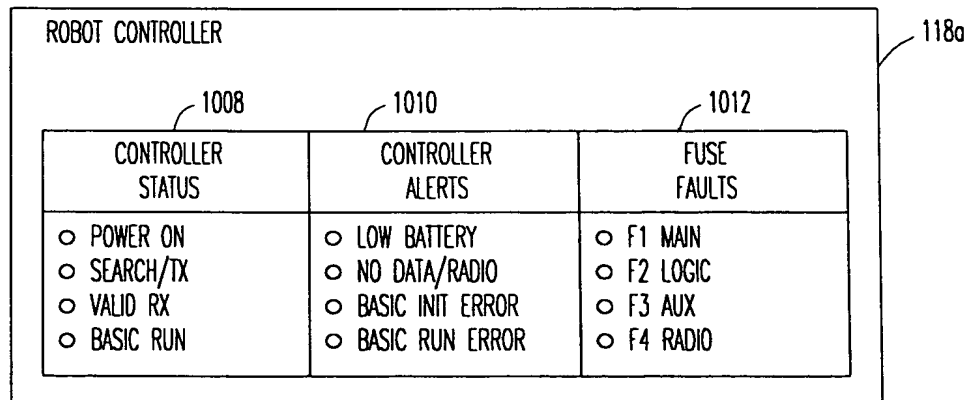 ROBOT CONTROLLER
118a
1008
1010
1012
CONTROLLER STATUS
CONTROLLER ALERTS
FUSE FAULTS
POWER ON
SEARCH/TX
VALID RX
BASIC RUN
LOW BATTERY
NO DATA/RADIO
BASIC INIT ERROR
BASIC RUN ERROR
F1 MAIN
F2 LOGIC
F3 AUX
F4 RADIO